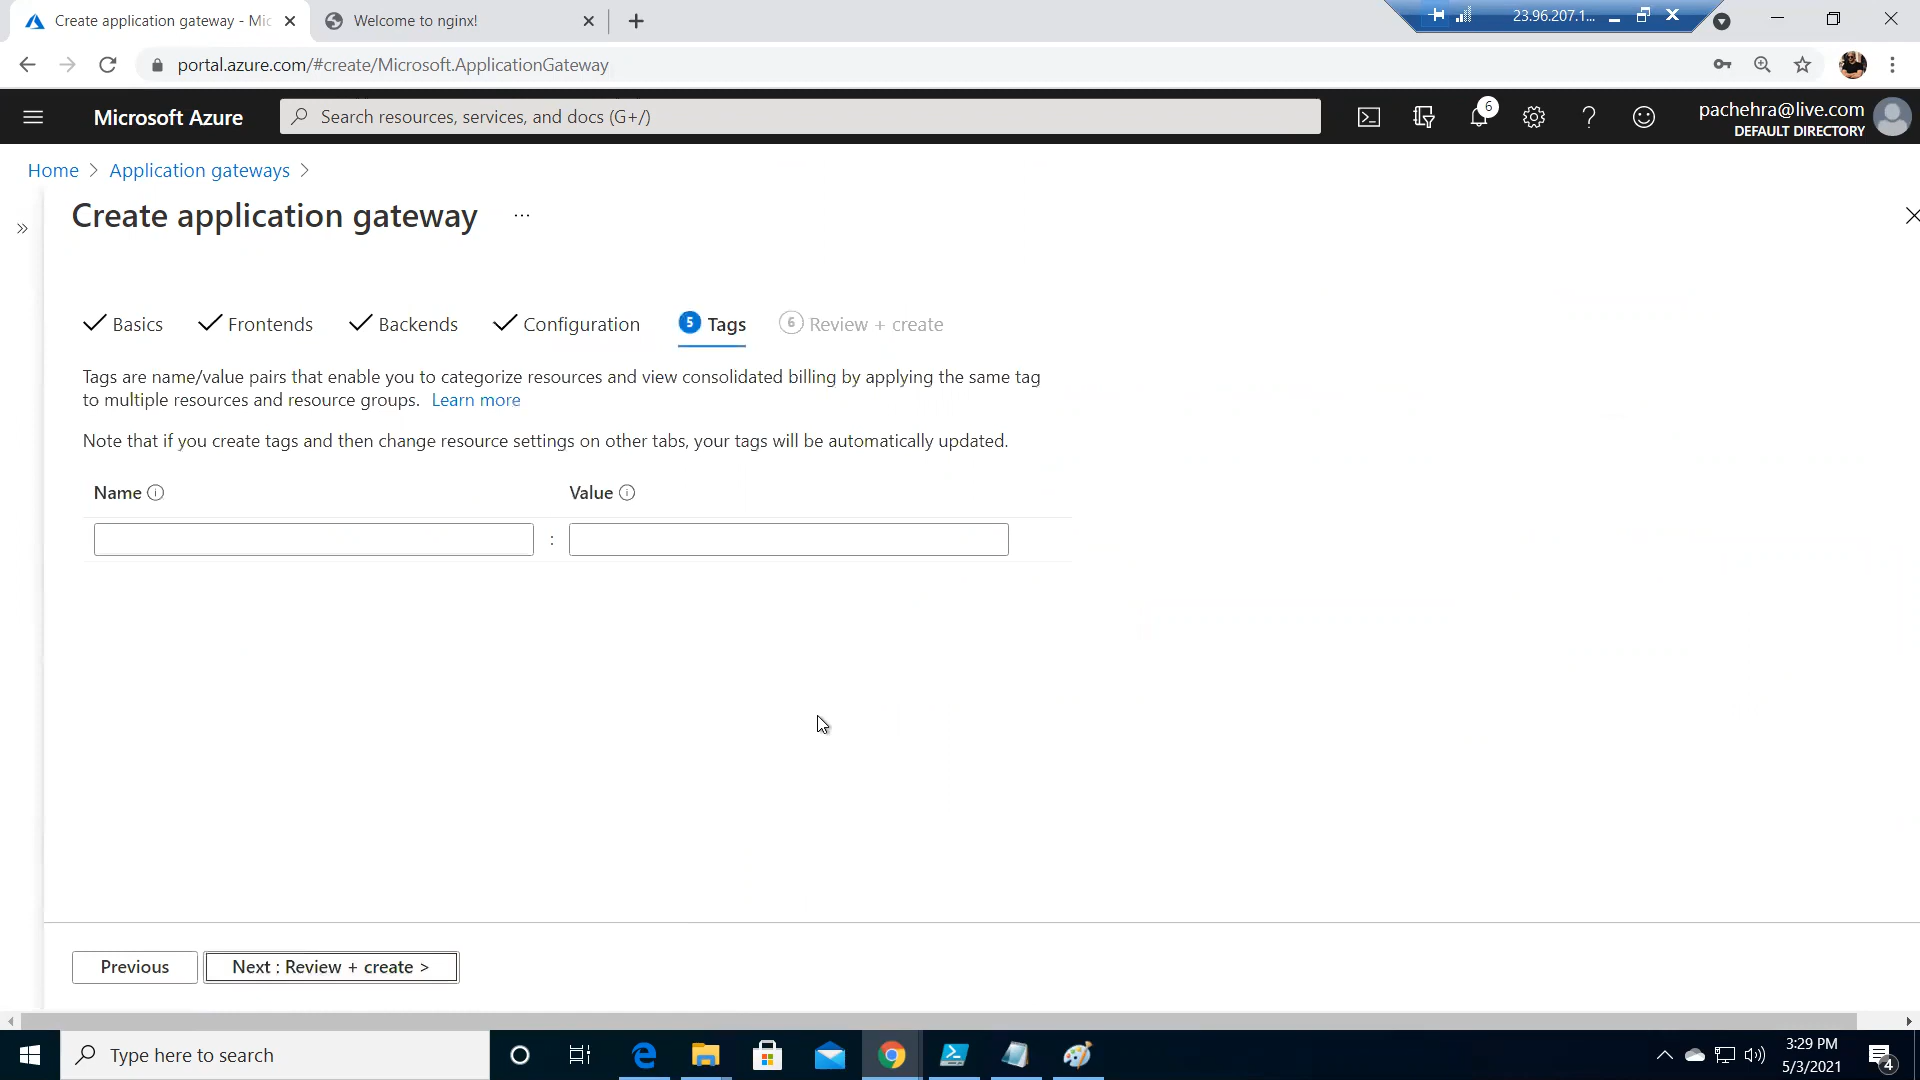 Create application gateway - Mic
Welcome to nginx!
23.96.207.1...
portal.azure.com/#create/Microsoft.ApplicationGateway
Microsoft Azure
Search resources, services, and docs (G+/)
6
pachehra@live.com
DEFAULT DIRECTORY
Home > Application gateways >
Create application gateway ...
Basics
Frontends
Backends
Configuration
5 Tags
6 Review + create
Tags are name/value pairs that enable you to categorize resources and view consolidated billing by applying the same tag
to multiple resources and resource groups. Learn more
Note that if you create tags and then change resource settings on other tabs, your tags will be automatically updated.
Name
Value
:
Previous
Next : Review + create >
Type here to search
3:29 PM
5/3/2021
4